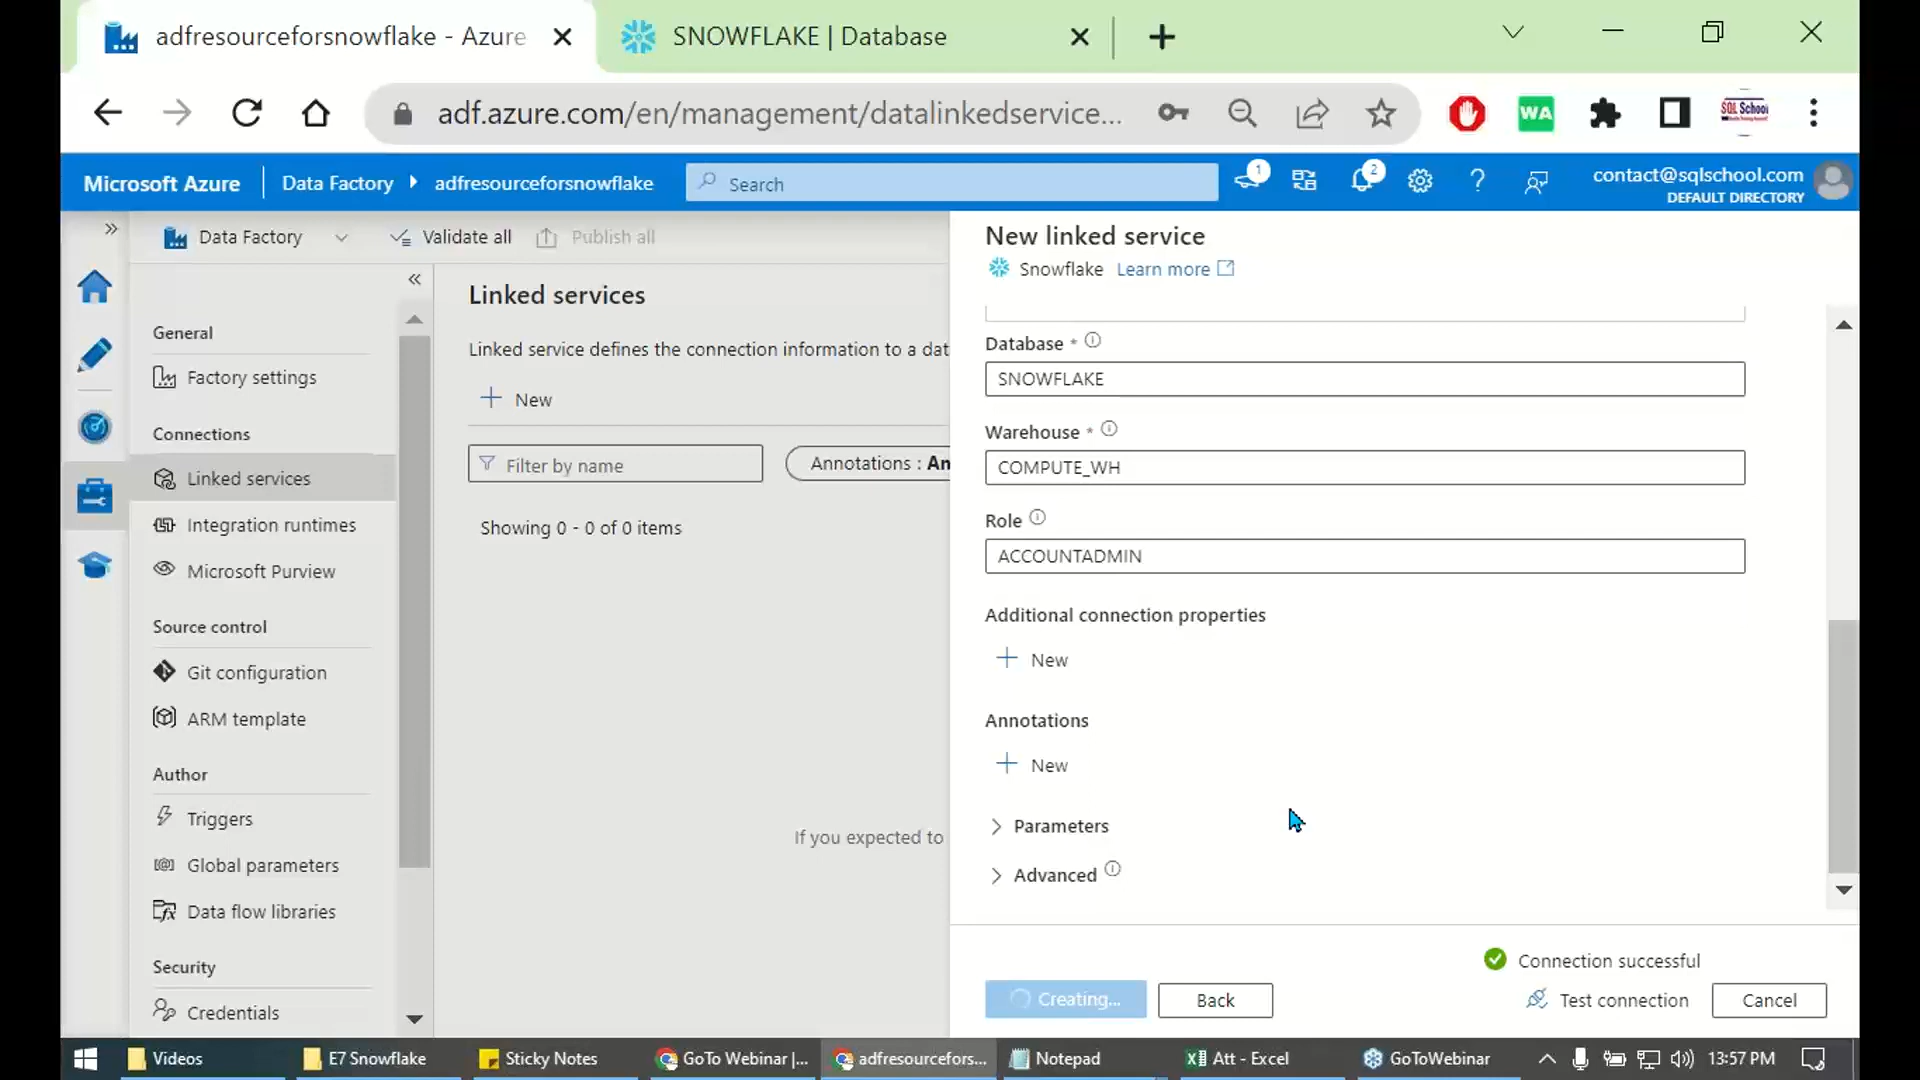 adfresourceforsnowflake - Azure
SNOWFLAKE | Database
adf.azure.com/en/management/datalinkedservice...
WA
SQL School
Microsoft Azure
Data Factory
adfresourceforsnowflake
Search
1
2
contact@sqlschool.com
DEFAULT DIRECTORY
Data Factory
Validate all
Publish all
General
Factory settings
Connections
Linked services
Integration runtimes
Microsoft Purview
Source control
Git configuration
ARM template
Author
Triggers
Global parameters
Data flow libraries
Security
Credentials
Linked services
Linked service defines the connection information to a dat
New
Filter by name
Annotations : An
Showing 0 - 0 of 0 items
If you expected to
New linked service
Snowflake Learn more
Database *
SNOWFLAKE
Warehouse *
COMPUTE_WH
Role
ACCOUNTADMIN
Additional connection properties
New
Annotations
New
Parameters
Advanced
Connection successful
Creating...
Back
Test connection
Cancel
Videos
E7 Snowflake
Sticky Notes
GoTo Webinar |...
adfresourcefors...
Notepad
Att - Excel
GoToWebinar
13:57 PM